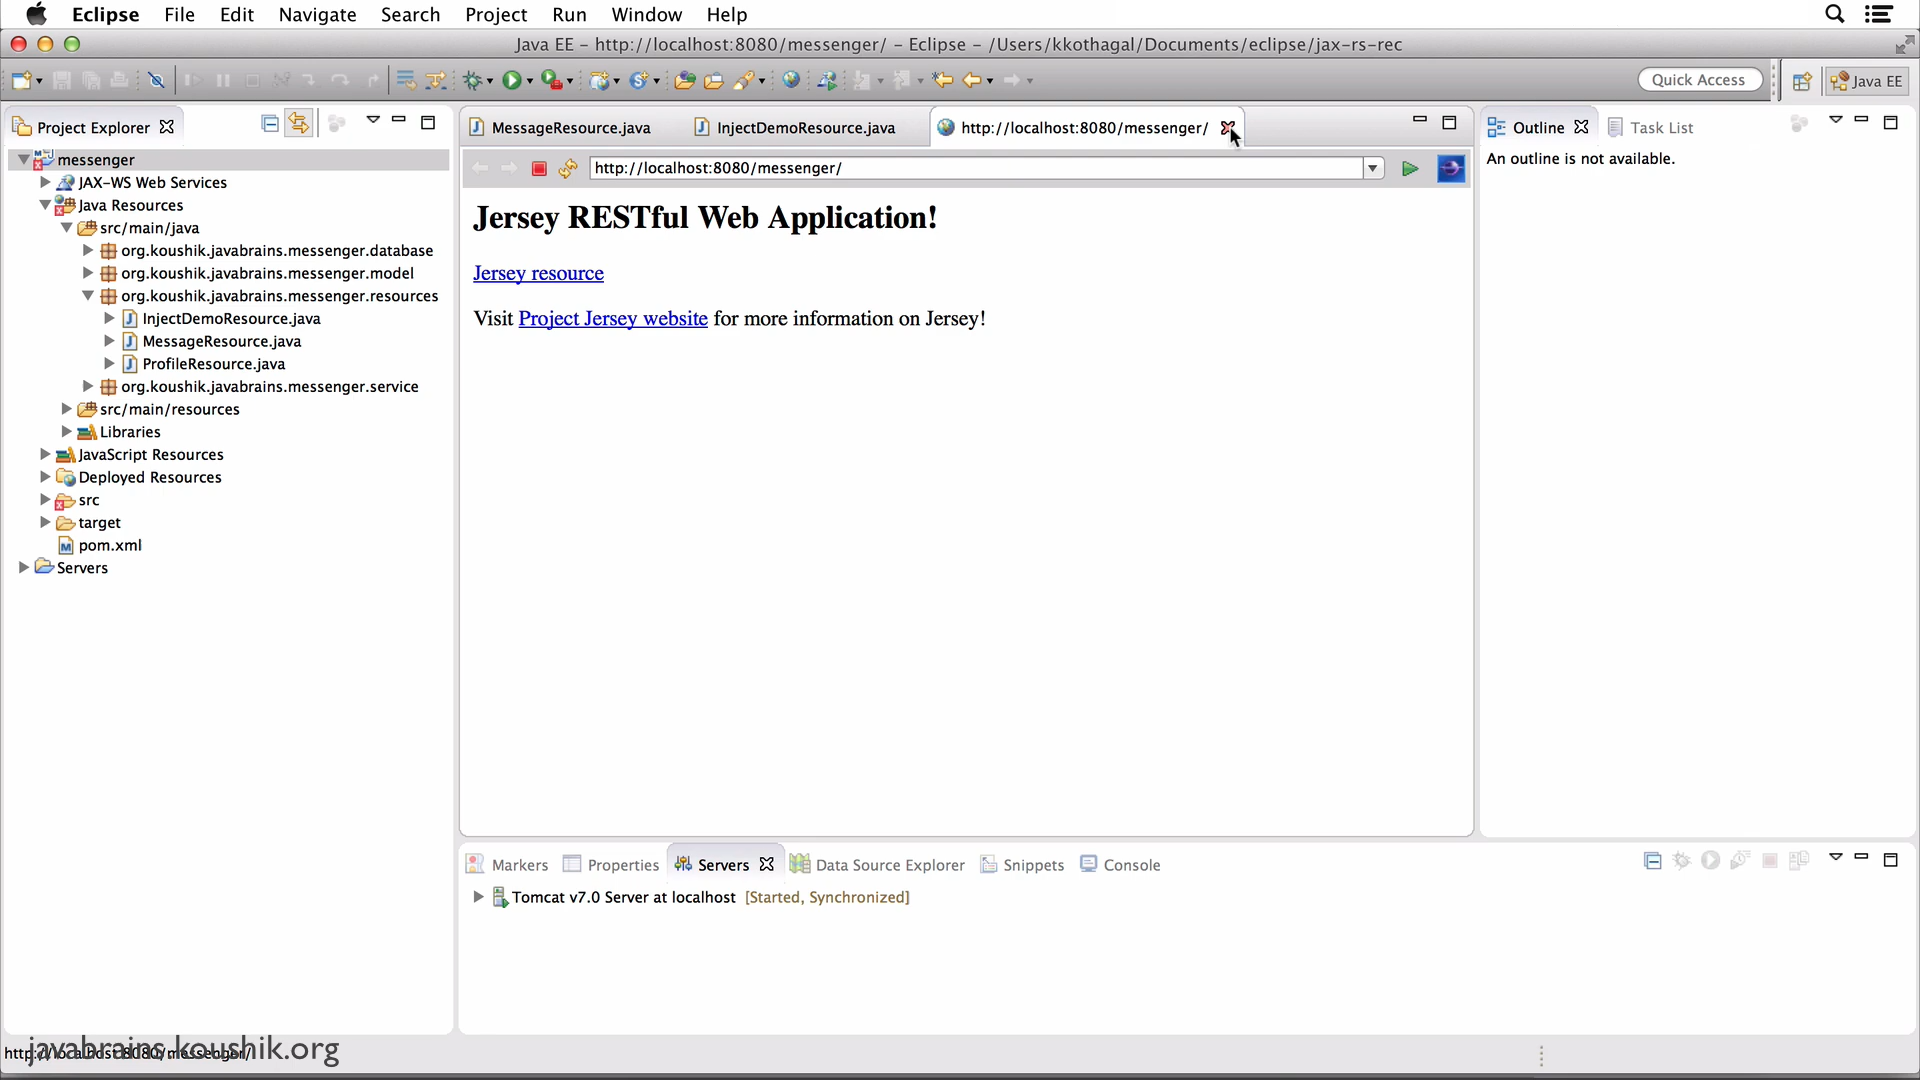 Eclipse File Edit Navigate Search Project Run Window Help
Java EE – http://localhost:8080/messenger/ – Eclipse – /Users/kkothagal/Documents/eclipse/jax-rs-rec
Quick Access
Java EE
Project Explorer
messenger
JAX-WS Web Services
Java Resources
src/main/java
org.koushik.javabrains.messenger.database
org.koushik.javabrains.messenger.model
org.koushik.javabrains.messenger.resources
InjectDemoResource.java
MessageResource.java
ProfileResource.java
org.koushik.javabrains.messenger.service
src/main/resources
Libraries
JavaScript Resources
Deployed Resources
src
target
pom.xml
Servers
MessageResource.java InjectDemoResource.java http://localhost:8080/messenger/
http://localhost:8080/messenger/
Jersey RESTful Web Application!
Jersey resource
Visit Project Jersey website for more information on Jersey!
Outline Task List
An outline is not available.
Markers Properties Servers Data Source Explorer Snippets Console
Tomcat v7.0 Server at localhost [Started, Synchronized]
javabrains.koushik.org
http://localhost:8080/messenger/